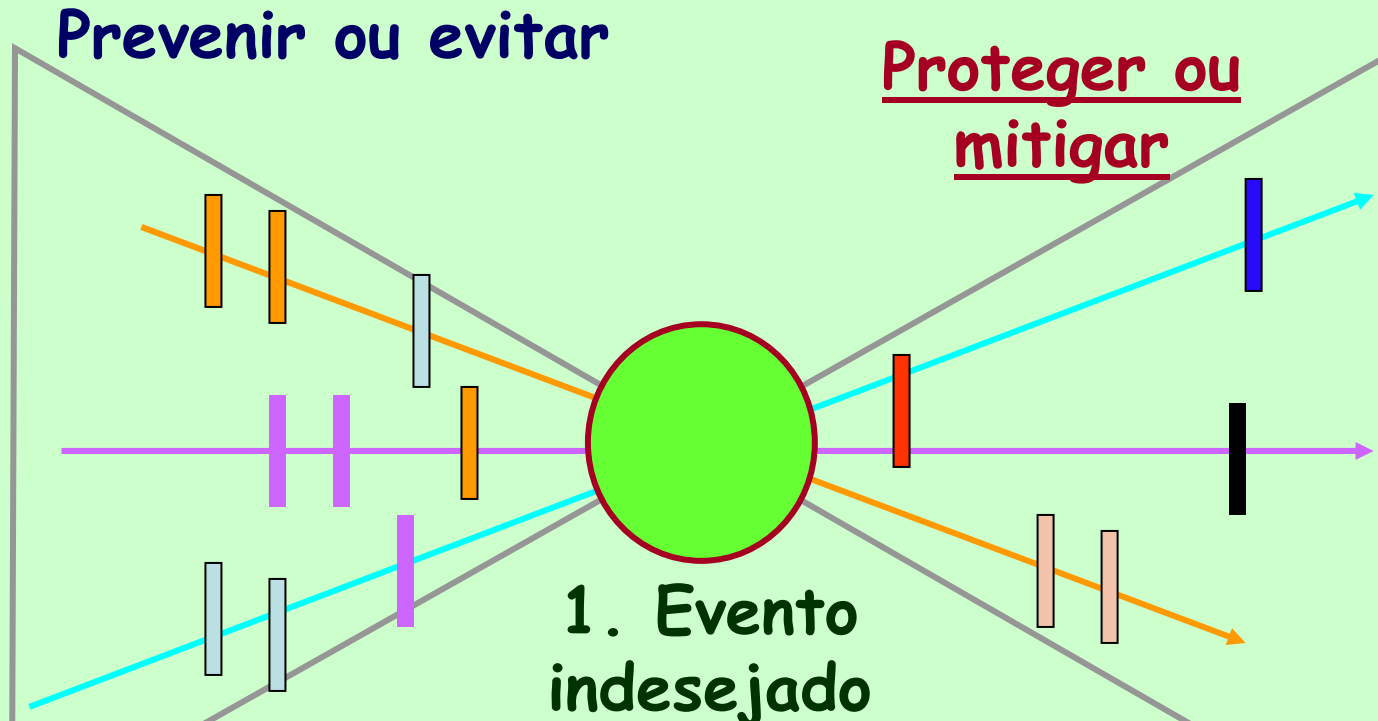 Prevenir ou evitar
Proteger ou
mitigar
1. Evento
indesejado